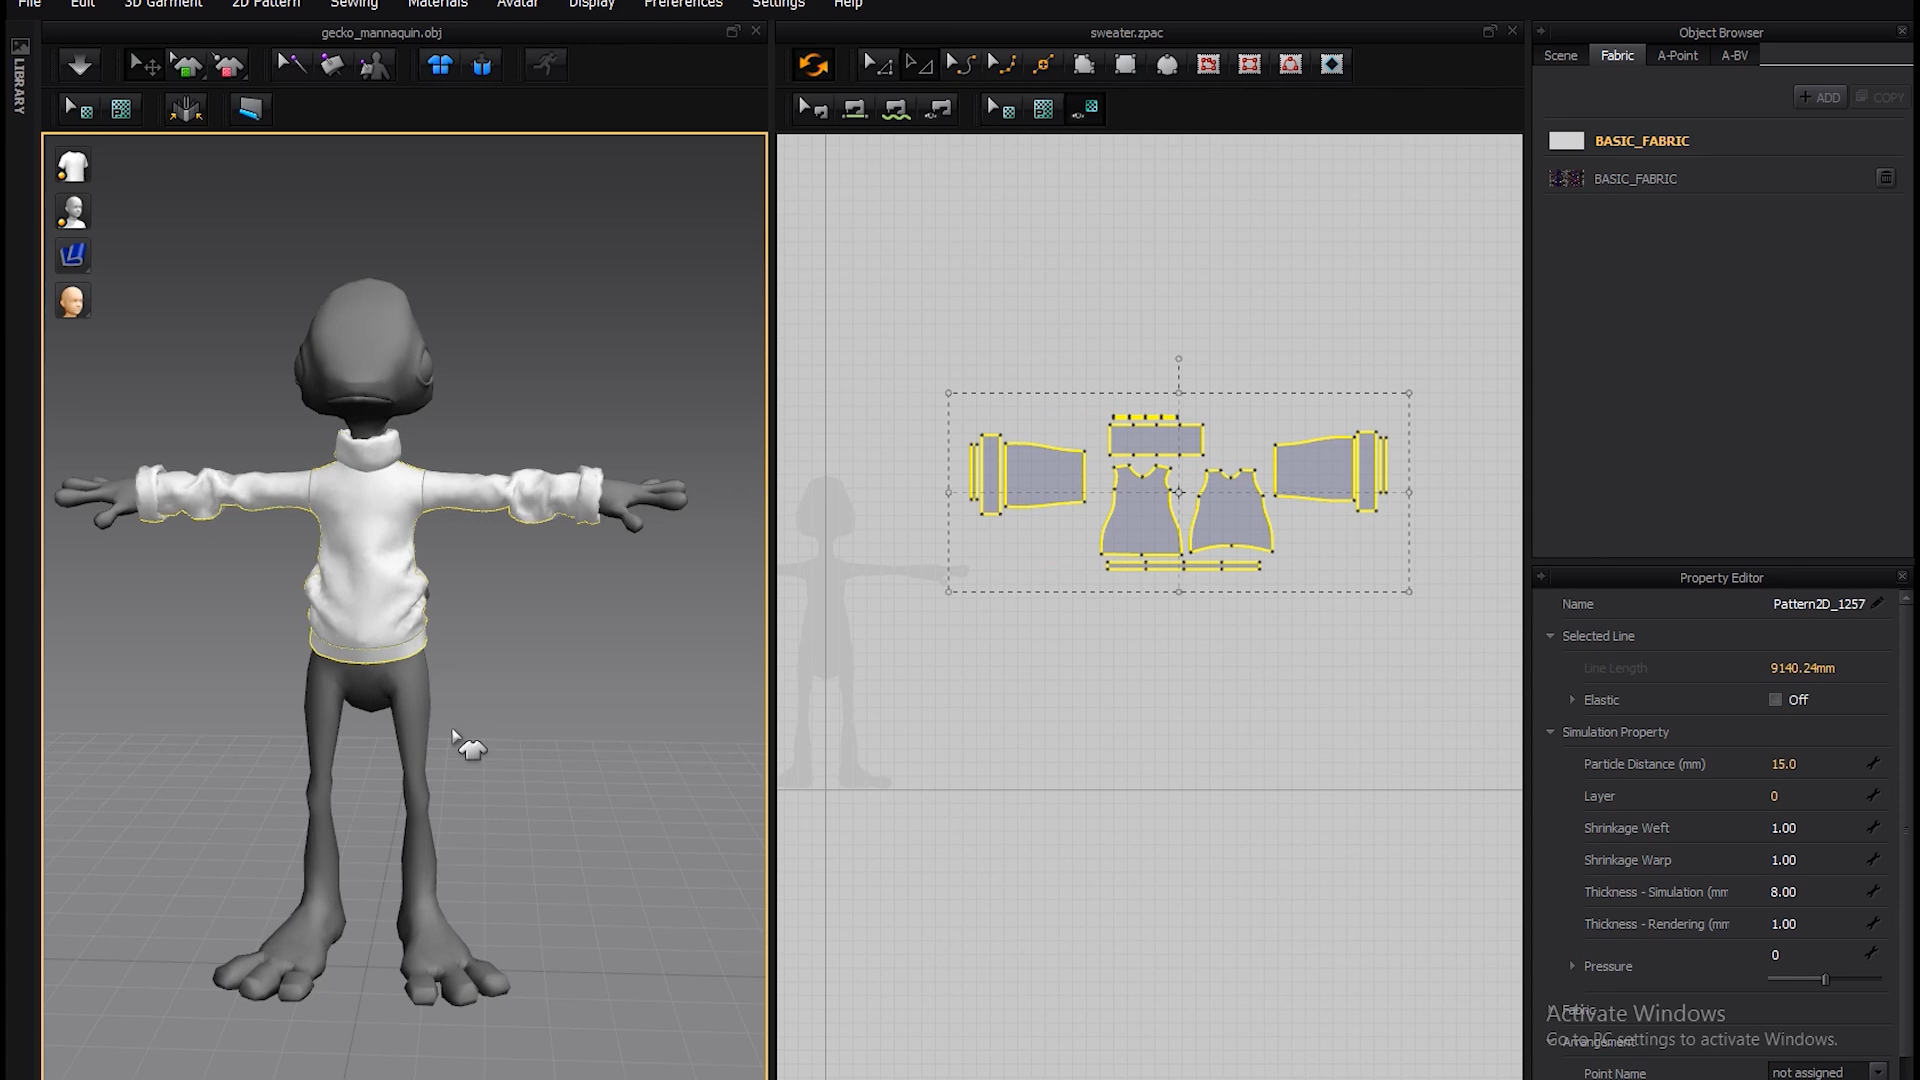 File Edit 3D Garment 2D Pattern Sewing Materials Avatar Display Preferences Settings Help
gecko_mannaquin.obj
sweater.zpac
Object Browser
LIBRARY
Scene Fabric A-Point A-BV
+ ADD COPY
BASIC_FABRIC
BASIC_FABRIC
Property Editor
Name Pattern2D_1257
Selected Line
Line Length 9140.24mm
Elastic Off
Simulation Property
Particle Distance (mm) 15.0
Layer 0
Shrinkage Weft 1.00
Shrinkage Warp 1.00
Thickness - Simulation (mm 8.00
Thickness - Rendering (mm 1.00
Pressure 0
Fabric
Activate Windows
Arrangement
Go to PC settings to activate Windows.
Point Name not assigned